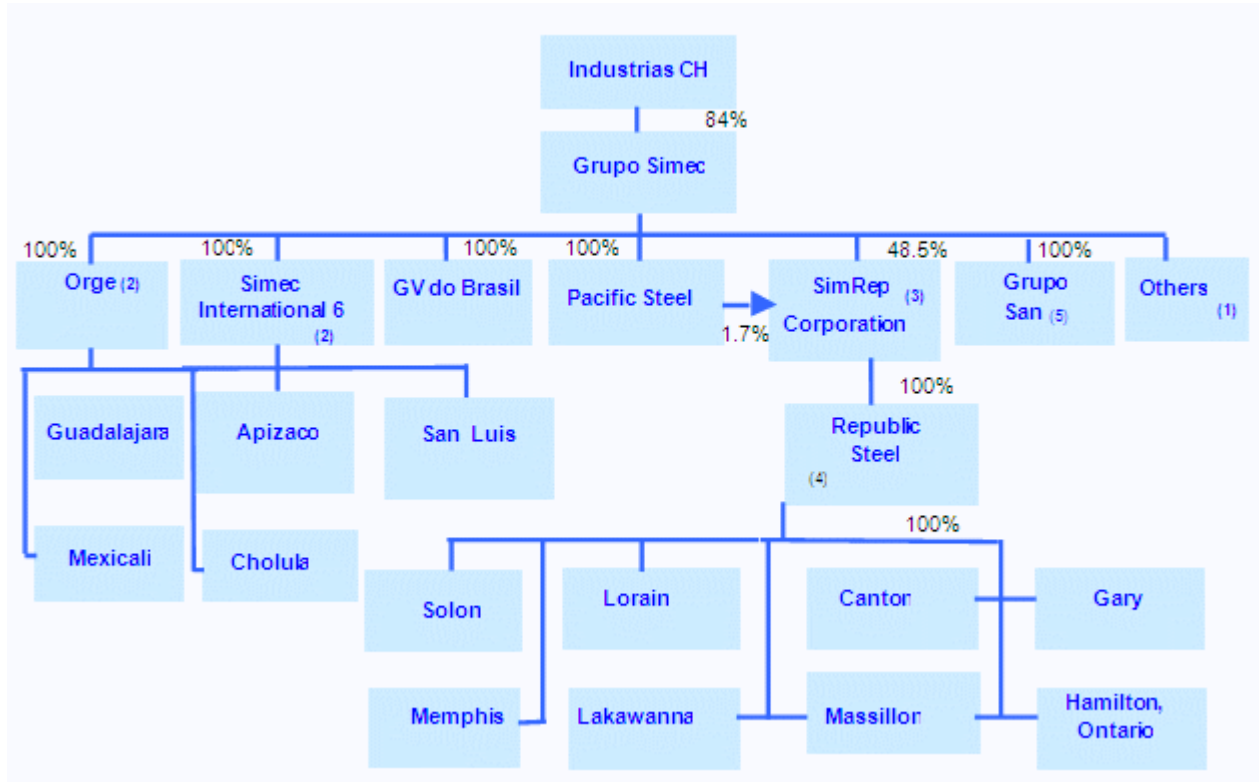 Industrias CH
84%
Grupo Simec
100%
100%
100%
100%
48.5%
100%
Orge (2)
Simec
International 6
(2)
GV do Brasil
Pacific Steel
1.7%
SimRep (3)
Corporation
Grupo
San (5)
Others
(1)
100%
Guadalajara
Apizaco
San Luis
Republic
Steel
(4)
100%
Mexicali
Cholula
Solon
Lorain
Canton
Gary
Memphis
Lakawanna
Massillon
Hamilton,
Ontario